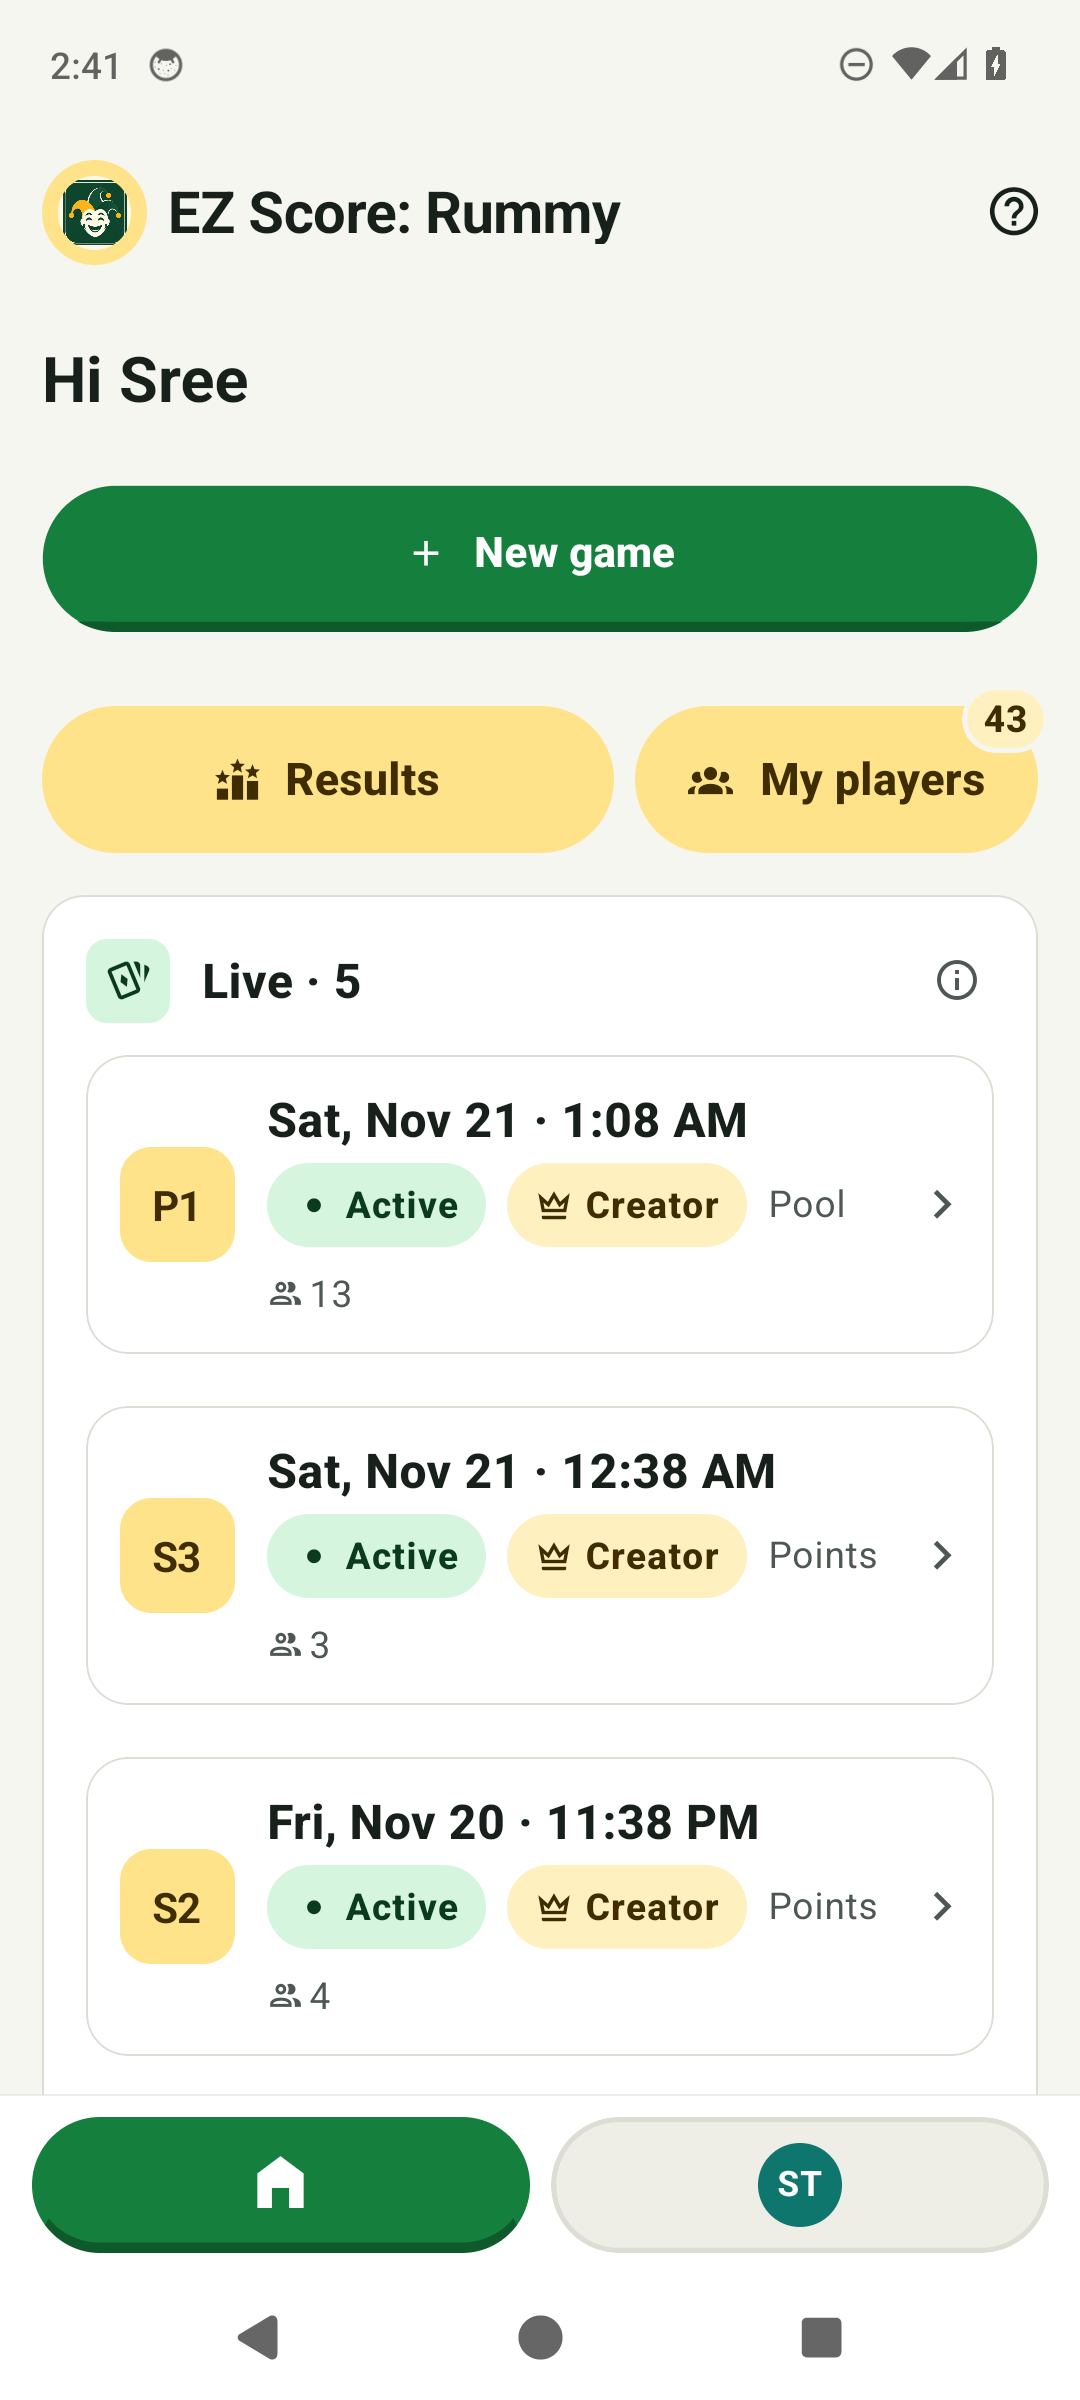 2:41
EZ Score: Rummy
Hi Sree
+ New game
43
Results
My players
Live · 5
Sat, Nov 21 · 1:08 AM
P1
• Active
Creator
Pool
13
Sat, Nov 21 · 12:38 AM
S3
• Active
Creator
Points
3
Fri, Nov 20 · 11:38 PM
S2
• Active
Creator
Points
4
ST